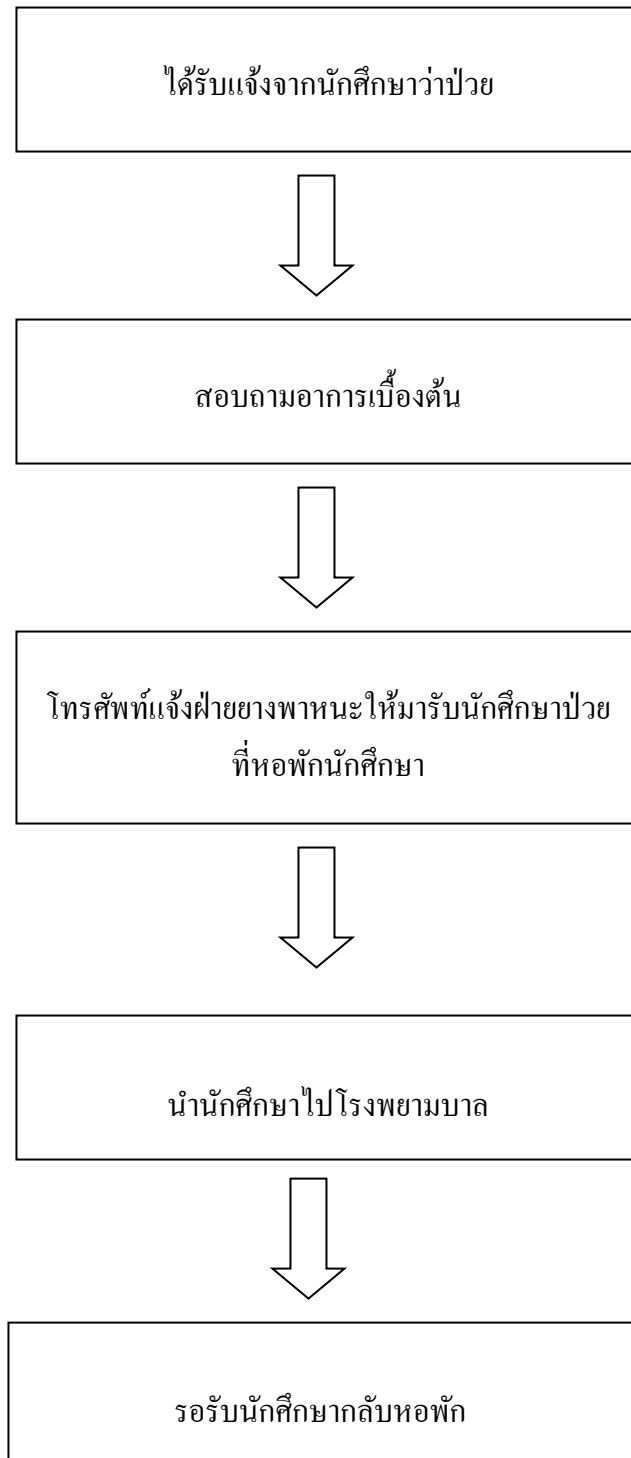 ได้รับแจ้งจากนักศึกษาว่าป่วย
สอบถามอาการเบื้องต้น
โทรศัพท์แจ้งฝ่ายยางพาหนะให้มารับนักศึกษาป่วย
ที่หอพักนักศึกษา
นำนักศึกษาไปโรงพยามบาล
รอรับนักศึกษากลับหอพัก